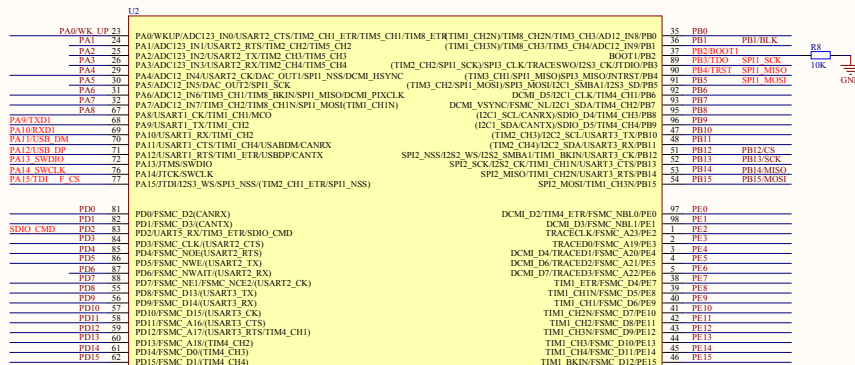 U2
PA0/WK_UP 23 PA0/WKUP/ADC123_IN0/USART2_CTS/TIM2_CH1_ETR/TIM5_CH1/TIM8_ETR (TIM1_CH2N)/TIM8_CH2N/TIM3_CH3/AD12_IN8/PB0 35 PB0
PA1 24 PA1/ADC123_IN1/USART2_RTS/TIM2_CH2/TIM5_CH2 (TIM1_CH3N)/TIM8_CH3/TIM3_CH4/ADC12_IN9/PB1 36 PB1 PB1/BLK
PA2 25 PA2/ADC123_IN2/USART2_TX/TIM2_CH3/TIM5_CH3 BOOT1/PB2 37 PB2/BOOT1 R8
PA3 26 PA3/ADC123_IN3/USART2_RX/TIM2_CH4/TIM5_CH4 (TIM2_CH2/SPI1_SCK)/SPI3_CLK/TRACESWO/I2S3_CK/JTDIO/PB3 89 PB3/TDO SPI1_SCK 10K
PA4 29 PA4/ADC12_IN4/USART2_CK/DAC_OUT1/SPI1_NSS/DCMI_HSYNC (TIM3_CH1/SPI1_MISO)/SPI3_MISO/JNTRST/PB4 90 PB4/TRST SPI1_MISO GND
PA5 30 PA5/ADC12_IN5/DAC_OUT2/SPI1_SCK (TIM3_CH2/SPI1_MOSI)/SPI3_MOSI/I2C1_SMBA1/I2S3_SD/PB5 91 PB5 SPI1_MOSI
PA6 31 PA6/ADC12_IN6/TIM3_CH1/TIM8_BKIN/SPI1_MISO/DCMI_PIXCLK DCMI_D5/I2C1_CLK/TIM4_CH1/PB6 92 PB6
PA7 32 PA7/ADC12_IN7/TIM3_CH2/TIM8_CH1N/SPI1_MOSI(TIM1_CH1N) DCMI_VSYNC/FSMC_NL/I2C1_SDA/TIM4_CH2/PB7 93 PB7
PA8 67 PA8/USART1_CK/TIM1_CH1/MCO (I2C1_SCL/CANRX)/SDIO_D4/TIM4_CH3/PB8 95 PB8
PA9/TXD1 68 PA9/USART1_TX/TIM1_CH2 (I2C1_SDA/CANTX)/SDIO_D5/TIM4_CH4/PB9 96 PB9
PA10/RXD1 69 PA10/USART1_RX/TIM1_CH2 (TIM2_CH3)/I2C2_SCL/USART3_TX/PB10 47 PB10
PA11/USB_DM 70 PA11/USART1_CTS/TIM1_CH4/USABDM/CANRX (TIM2_CH4)/I2C2_SDA/USART3_RX/PB11 48 PB11
PA12/USB_DP 71 PA12/USART1_RTS/TIM1_ETR/USBDP/CANTX SPI2_NSS/I2S2_WS/I2S2_SMBA1/TIM1_BKIN/USART3_CK/PB12 51 PB12 PB12/CS
PA13_SWDIO 72 PA13/JTMS/SWDIO SPI2_SCK/I2S2_CK/TIM1_CH1N/USART3_CTS/PB13 52 PB13 PB13/SCK
PA14_SWCLK 76 PA14/JTCK/SWCLK SPI2_MISO/TIM1_CH2N/USART3_RTS/PB14 53 PB14 PB14/MISO
PA15/TDI F_CS 77 PA15/JTDI/I2S3_WS/SPI3_NSS/(TIM2_CH1_ETR/SPI1_NSS) SPI2_MOSI/TIM1_CH3N/PB15 54 PB15 PB15/MOSI
PD0 81 PD0/FSMC_D2(CANRX) DCMI_D2/TIM4_ETR/FSMC_NBL0/PE0 97 PE0
PD1 82 PD1/FSMC_D3/(CANTX) DCMI_D3/FSMC_NBL1/PE1 98 PE1
SDIO_CMD PD2 83 PD2/UART5_RX/TIM3_ETR/SDIO_CMD TRACECLK/FSMC_A23/PE2 1 PE2
PD3 84 PD3/FSMC_CLK/(USART2_CTS) TRACED0/FSMC_A19/PE3 2 PE3
PD4 85 PD4/FSMC_NOE(USART2_RTS) DCMI_D4/TRACED1/FSMC_A20/PE4 3 PE4
PD5 86 PD5/FSMC_NWE/(USART2_TX) DCMI_D6/TRACED2/FSMC_A21/PE5 4 PE5
PD6 87 PD6/FSMC_NWAIT/(USART2_RX) DCMI_D7/TRACED3/FSMC_A22/PE6 5 PE6
PD7 88 PD7/FSMC_NE1/FSMC_NCE2/(USART2_CK) TIM1_ETR/FSMC_D4/PE7 38 PE7
PD8 55 PD8/FSMC_D13/(USART3_TX) TIM1_CH1N/FSMC_D5/PE8 39 PE8
PD9 56 PD9/FSMC_D14/(USART3_RX) TIM1_CH1/FSMC_D6/PE9 40 PE9
PD10 57 PD10/FSMC_D15/(USART3_CK) TIM1_CH2N/FSMC_D7/PE10 41 PE10
PD11 58 PD11/FSMC_A16/(USART3_CTS) TIM1_CH2/FSMC_D8/PE11 42 PE11
PD12 59 PD12/FSMC_A17/(USART3_RTS/TIM4_CH1) TIM1_CH3N/FSMC_D9/PE12 43 PE12
PD13 60 PD13/FSMC_A18/(TIM4_CH2) TIM1_CH3/FSMC_D10/PE13 44 PE13
PD14 61 PD14/FSMC_D0/(TIM4_CH3) TIM1_CH4/FSMC_D11/PE14 45 PE14
PD15 62 PD15/FSMC_D1/(TIM4_CH4) TIM1_BKIN/FSMC_D12/PE15 46 PE15